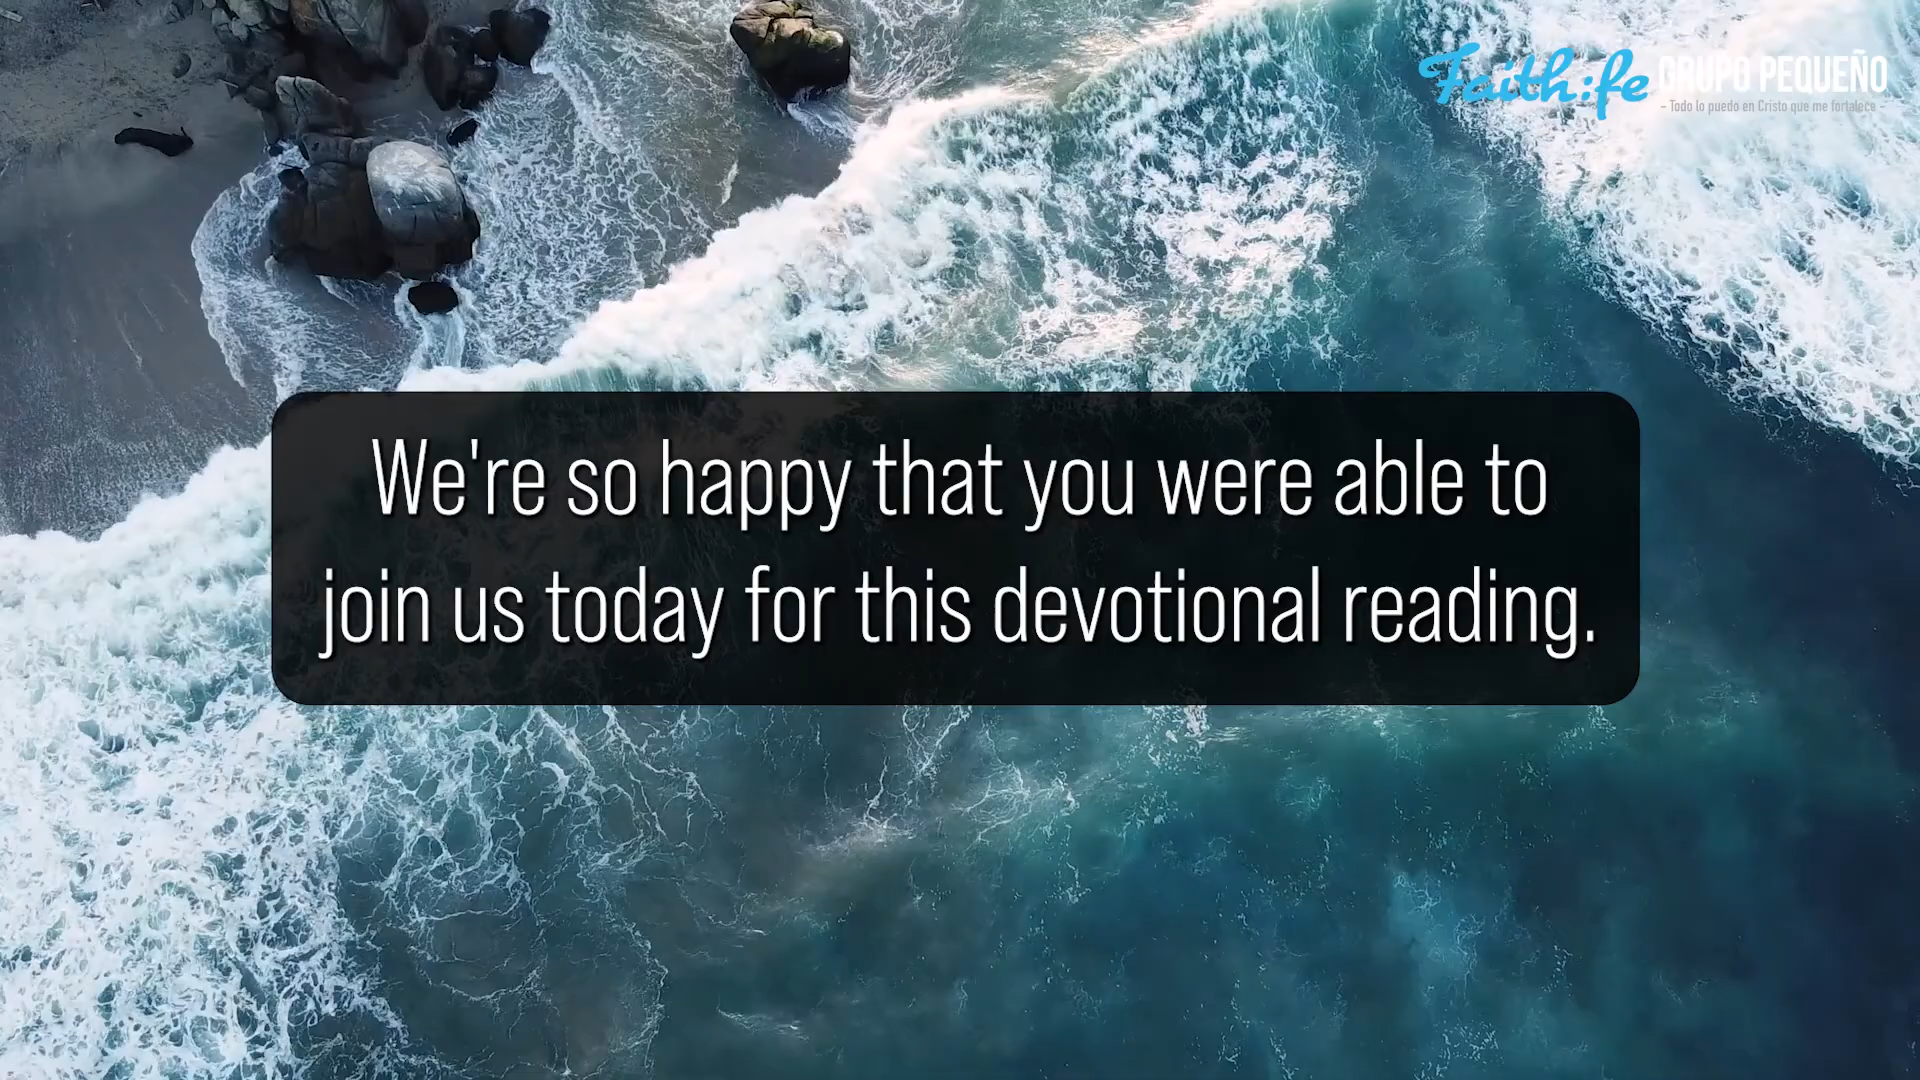 Faith:fe GRUPO PEQUEÑO
- Todo lo puedo en Cristo que me fortalece -
We're so happy that you were able to
join us today for this devotional reading.